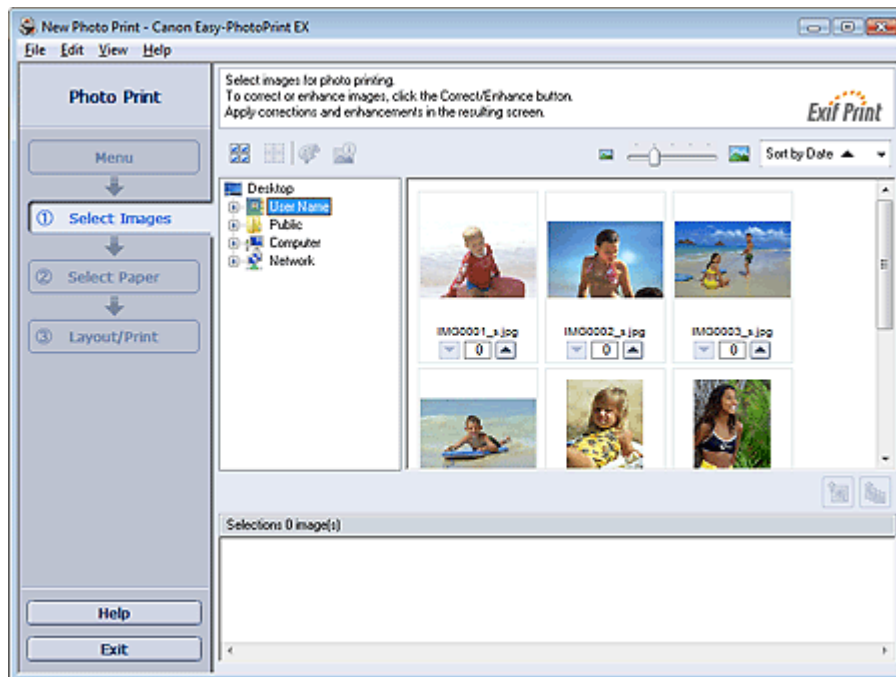 New Photo Print - Canon Easy-PhotoPrint EX
File Edit View Help
Photo Print
Menu
① Select Images
② Select Paper
③ Layout/Print
Help
Exit
Select images for photo printing.
To correct or enhance images, click the Correct/Enhance button.
Apply corrections and enhancements in the resulting screen.
Exif Print
Sort by Date
Desktop
User Name
Public
Computer
Network
IMG0001_s.jpg
IMG0002_s.jpg
IMG0003_s.jpg
0
0
0
Selections 0 image(s)